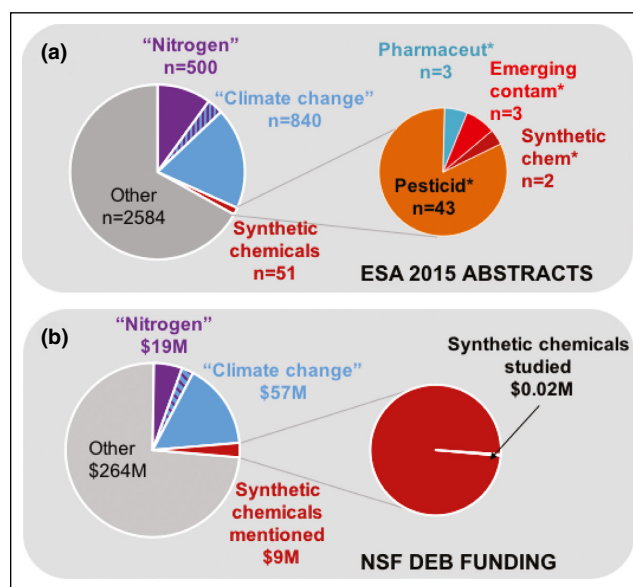 (a)
“Nitrogen”
n=500
“Climate change”
n=840
Other
n=2584
Synthetic
chemicals
n=51
Pharmaceut*
n=3
Emerging
contam*
n=3
Synthetic
chem*
n=2
Pesticid*
n=43
ESA 2015 ABSTRACTS
(b)
“Nitrogen”
$19M
“Climate change”
$57M
Other
$264M
Synthetic
chemicals
mentioned
$9M
Synthetic chemicals
studied
$0.02M
NSF DEB FUNDING